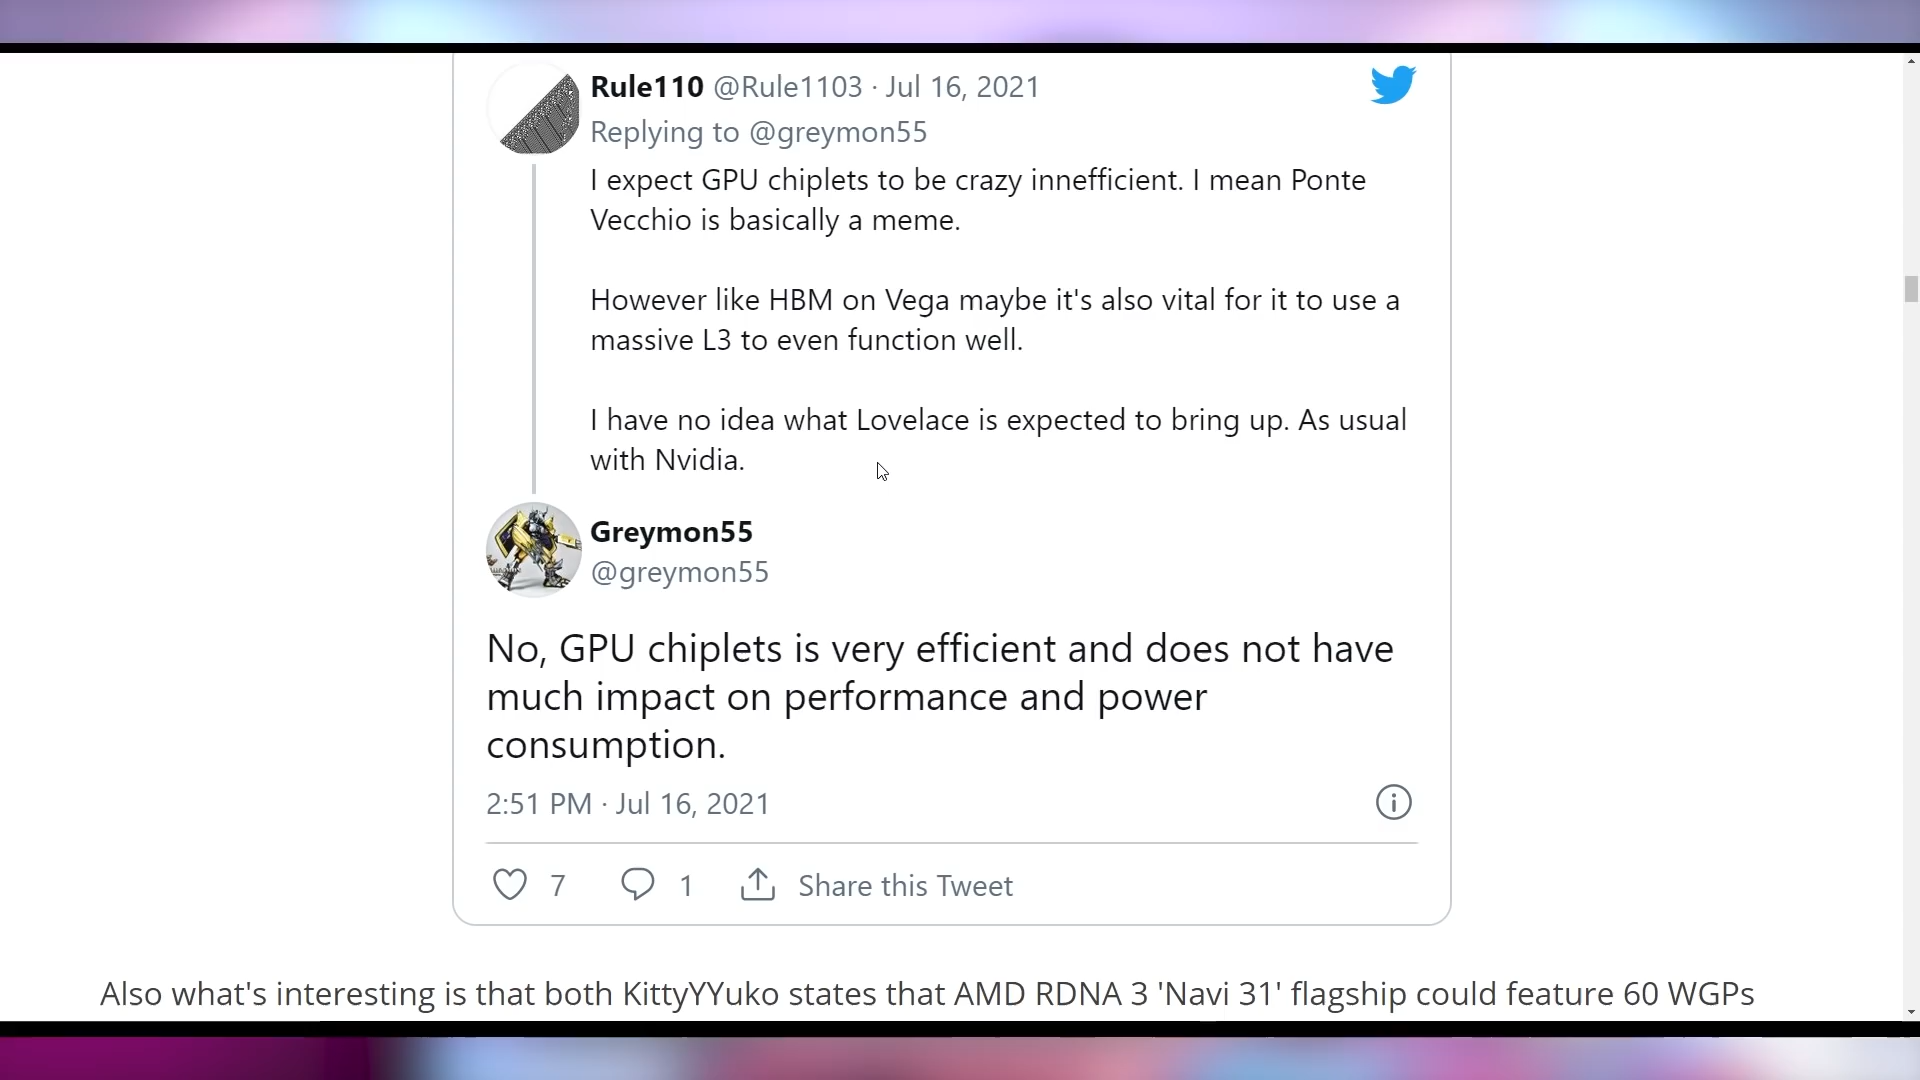 Rule110 @Rule1103 · Jul 16, 2021
Replying to @greymon55
I expect GPU chiplets to be crazy innefficient. I mean Ponte
Vecchio is basically a meme.
However like HBM on Vega maybe it's also vital for it to use a
massive L3 to even function well.
I have no idea what Lovelace is expected to bring up. As usual
with Nvidia.
Greymon55
@greymon55
No, GPU chiplets is very efficient and does not have
much impact on performance and power
consumption.
2:51 PM · Jul 16, 2021
7 1 Share this Tweet
Also what's interesting is that both KittyYYuko states that AMD RDNA 3 'Navi 31' flagship could feature 60 WGPs